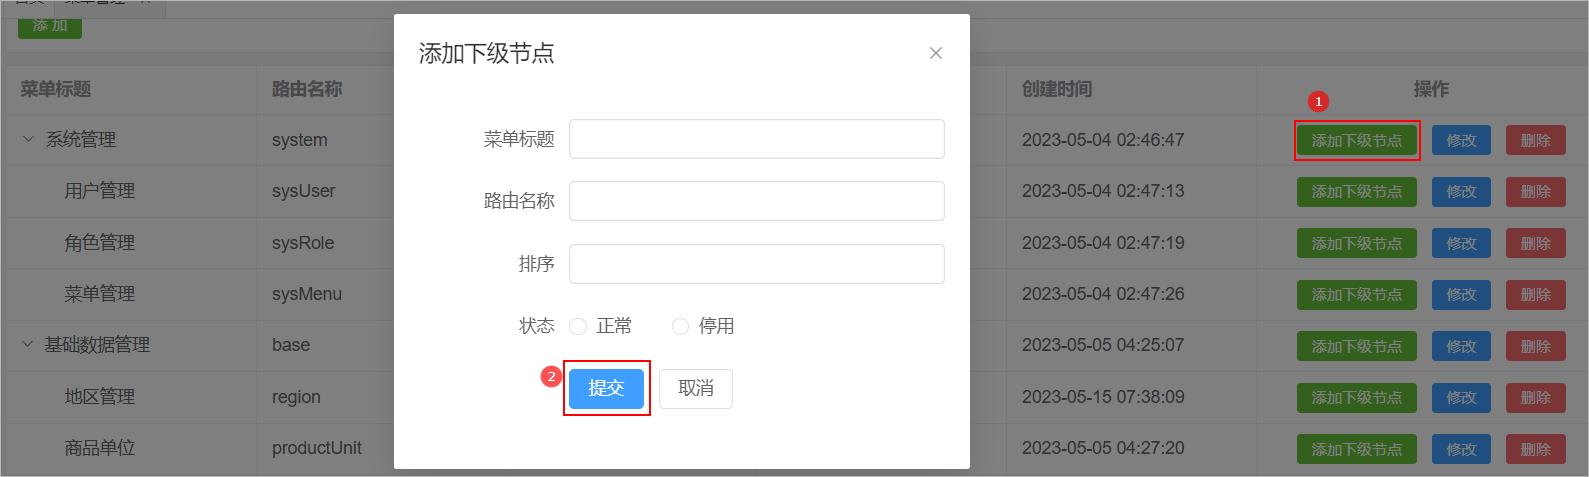 添加
添加下级节点
菜单标题 路由名称 创建时间 操作
1
系统管理 system 2023-05-04 02:46:47 添加下级节点 修改 删除
用户管理 sysUser 2023-05-04 02:47:13 添加下级节点 修改 删除
角色管理 sysRole 2023-05-04 02:47:19 添加下级节点 修改 删除
菜单管理 sysMenu 2023-05-04 02:47:26 添加下级节点 修改 删除
基础数据管理 base 2023-05-05 04:25:07 添加下级节点 修改 删除
地区管理 region 2023-05-15 07:38:09 添加下级节点 修改 删除
商品单位 productUnit 2023-05-05 04:27:20 添加下级节点 修改 删除
菜单标题
路由名称
排序
状态 正常 停用
2 提交 取消